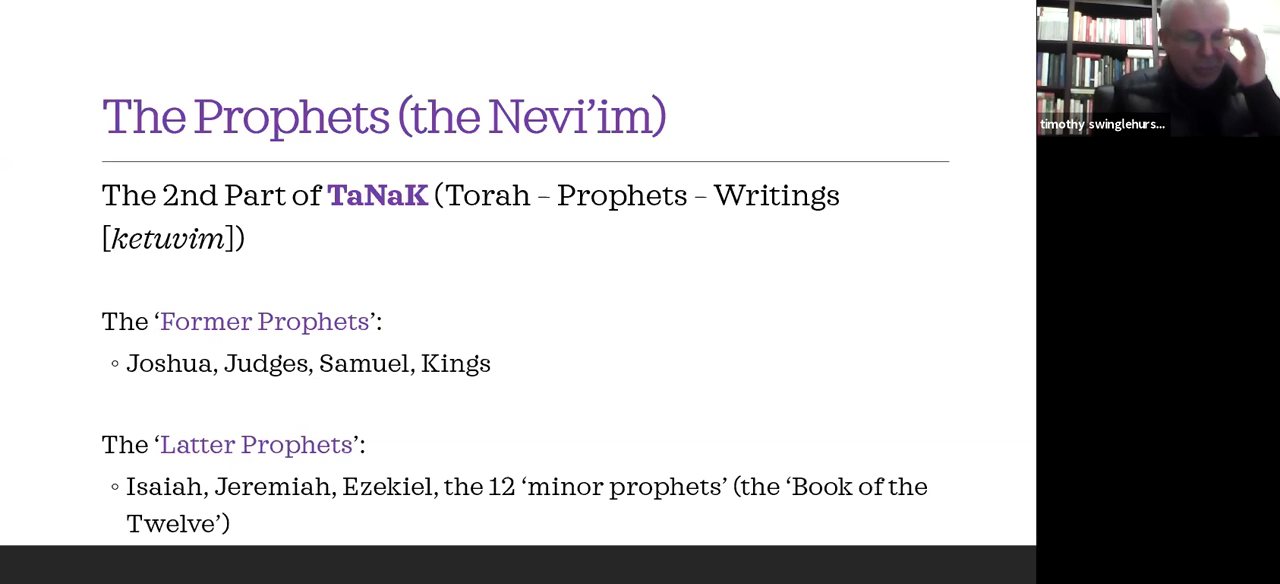 The Prophets (the Nevi’im)
The 2nd Part of TaNaK (Torah – Prophets – Writings
[ketuvim])
The ‘Former Prophets’:
◦ Joshua, Judges, Samuel, Kings
The ‘Latter Prophets’:
◦ Isaiah, Jeremiah, Ezekiel, the 12 ‘minor prophets’ (the ‘Book of the
Twelve’)
timothy swinglehurs...